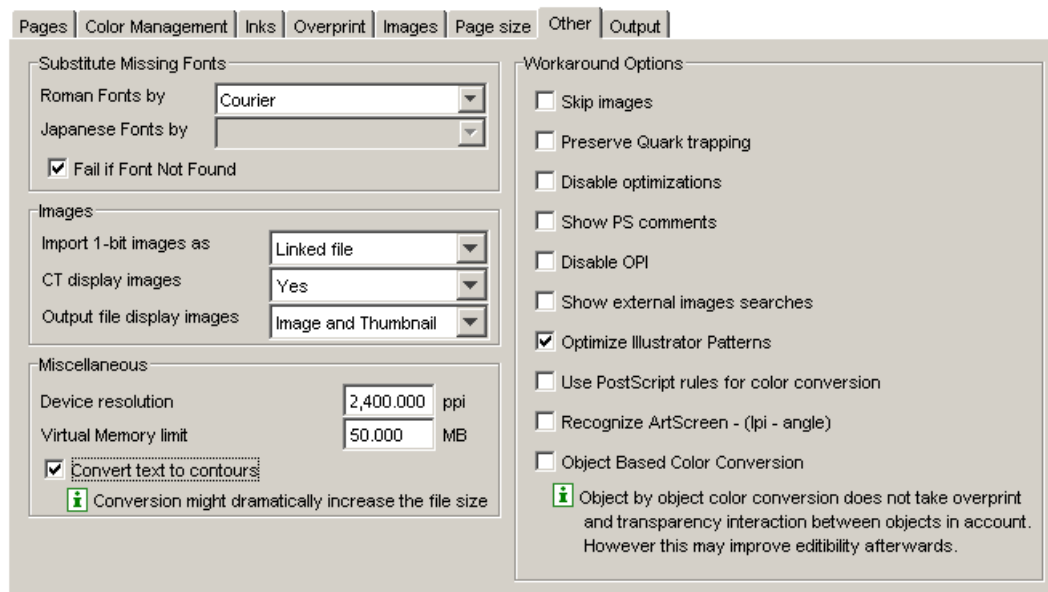 Pages Color Management Inks Overprint Images Page size Other Output
Substitute Missing Fonts
Roman Fonts by Courier
Japanese Fonts by
Fail if Font Not Found
Images
Import 1-bit images as Linked file
CT display images Yes
Output file display images Image and Thumbnail
Miscellaneous
Device resolution 2,400.000 ppi
Virtual Memory limit 50.000 MB
Convert text to contours
Conversion might dramatically increase the file size
Workaround Options
Skip images
Preserve Quark trapping
Disable optimizations
Show PS comments
Disable OPI
Show external images searches
Optimize Illustrator Patterns
Use PostScript rules for color conversion
Recognize ArtScreen - (lpi - angle)
Object Based Color Conversion
Object by object color conversion does not take overprint
and transparency interaction between objects in account.
However this may improve editibility afterwards.